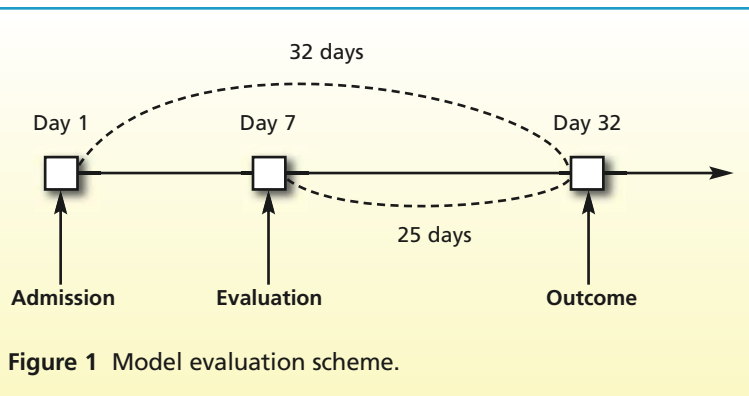 32 days
Day 1
Day 7
Day 32
25 days
Admission
Evaluation
Outcome
Figure 1 Model evaluation scheme.